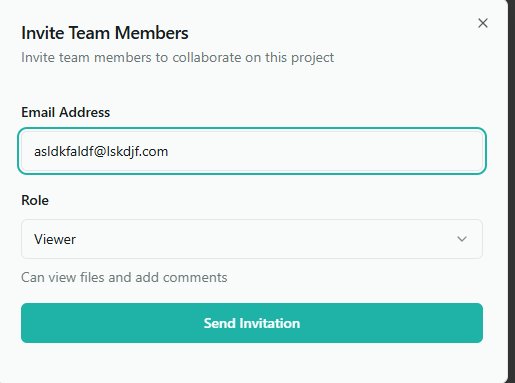 Invite Team Members
Invite team members to collaborate on this project
Email Address
asldkfaldf@lskdjf.com
Role
Viewer
Can view files and add comments
Send Invitation